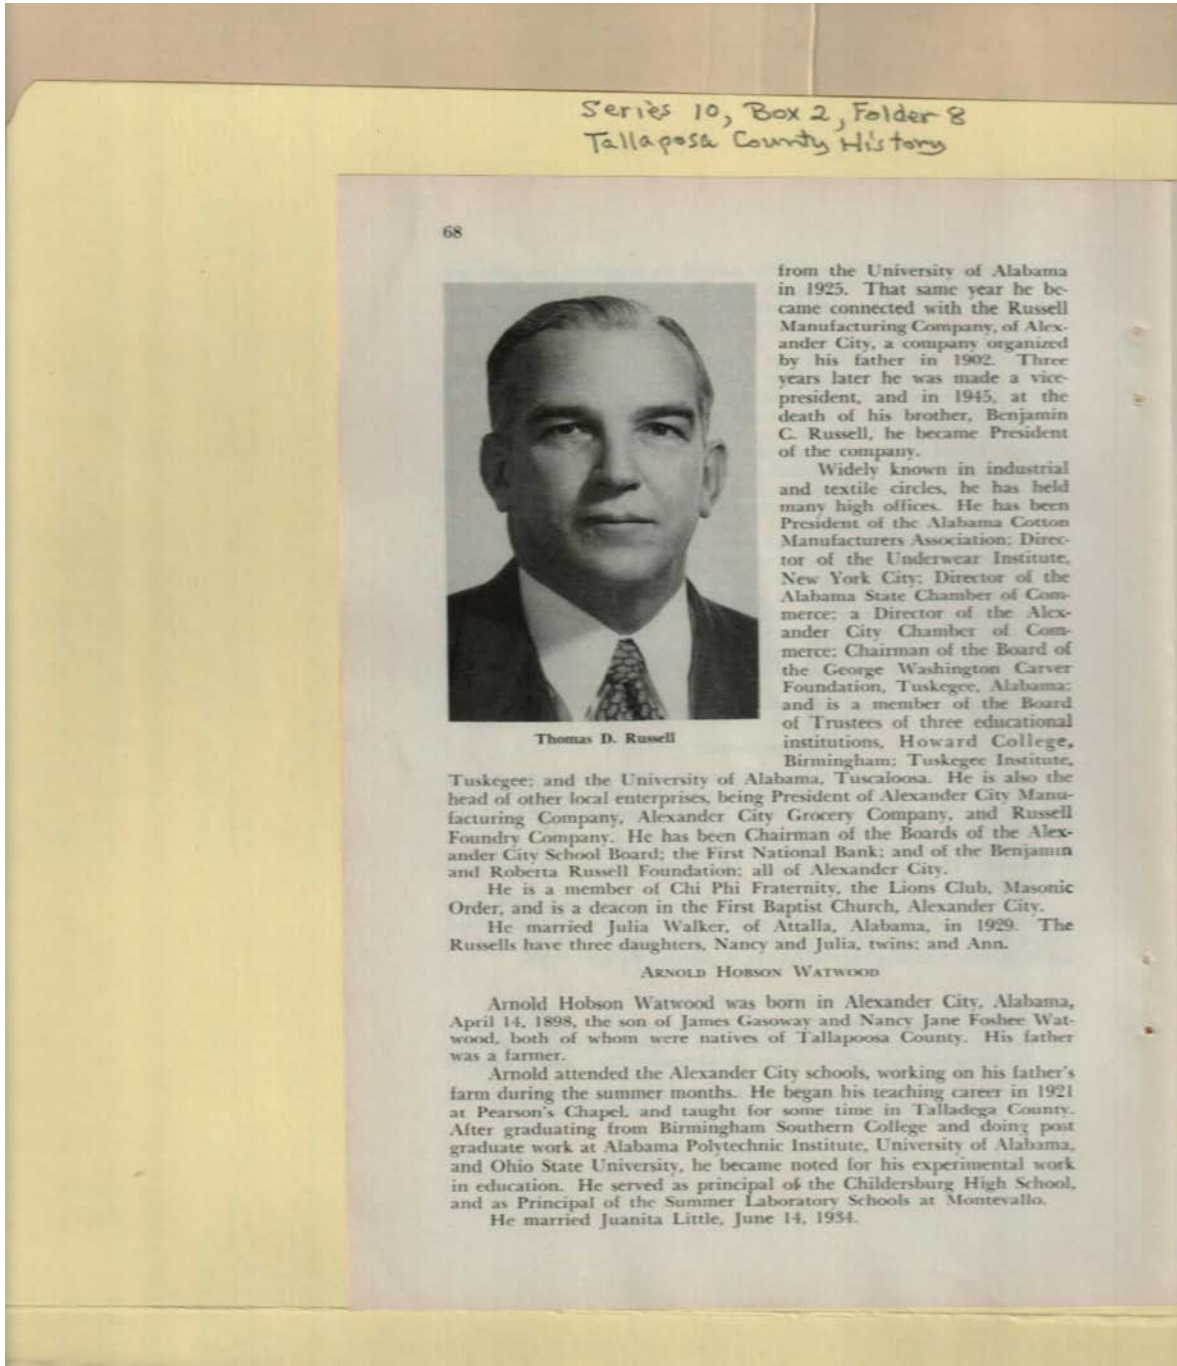 Series 10, Box 2, Folder 8
Tallaposa County History
68
from the University of Alabama
in 1925. That same year he be-
came connected with the Russell
Manufacturing Company, of Alex-
ander City, a company organized
by his father in 1902. Three
years later he was made a vice-
president, and in 1945, at the
death of his brother, Benjamin
C. Russell, he became President
of the company.
Widely known in industrial
and textile circles, he has held
many high offices. He has been
President of the Alabama Cotton
Manufacturers Association; Direc-
tor of the Underwear Institute,
New York City; Director of the
Alabama State Chamber of Com-
merce; a Director of the Alex-
ander City Chamber of Com-
merce; Chairman of the Board of
the George Washington Carver
Foundation, Tuskegee, Alabama;
and is a member of the Board
of Trustees of three educational
institutions, Howard College,
Birmingham; Tuskegee Institute,
Thomas D. Russell
Tuskegee; and the University of Alabama, Tuscaloosa. He is also the
head of other local enterprises, being President of Alexander City Manu-
facturing Company, Alexander City Grocery Company, and Russell
Foundry Company. He has been Chairman of the Boards of the Alex-
ander City School Board; the First National Bank; and of the Benjamin
and Roberta Russell Foundation; all of Alexander City.
He is a member of Chi Phi Fraternity, the Lions Club, Masonic
Order, and is a deacon in the First Baptist Church, Alexander City.
He married Julia Walker, of Attalla, Alabama, in 1929. The
Russells have three daughters, Nancy and Julia, twins; and Ann.
ARNOLD HOBSON WATWOOD
Arnold Hobson Watwood was born in Alexander City, Alabama,
April 14, 1898, the son of James Gasoway and Nancy Jane Foshee Wat-
wood, both of whom were natives of Tallapoosa County. His father
was a farmer.
Arnold attended the Alexander City schools, working on his father's
farm during the summer months. He began his teaching career in 1921
at Pearson's Chapel, and taught for some time in Talladega County.
After graduating from Birmingham Southern College and doing post
graduate work at Alabama Polytechnic Institute, University of Alabama,
and Ohio State University, he became noted for his experimental work
in education. He served as principal of the Childersburg High School,
and as Principal of the Summer Laboratory Schools at Montevallo.
He married Juanita Little, June 14, 1934.